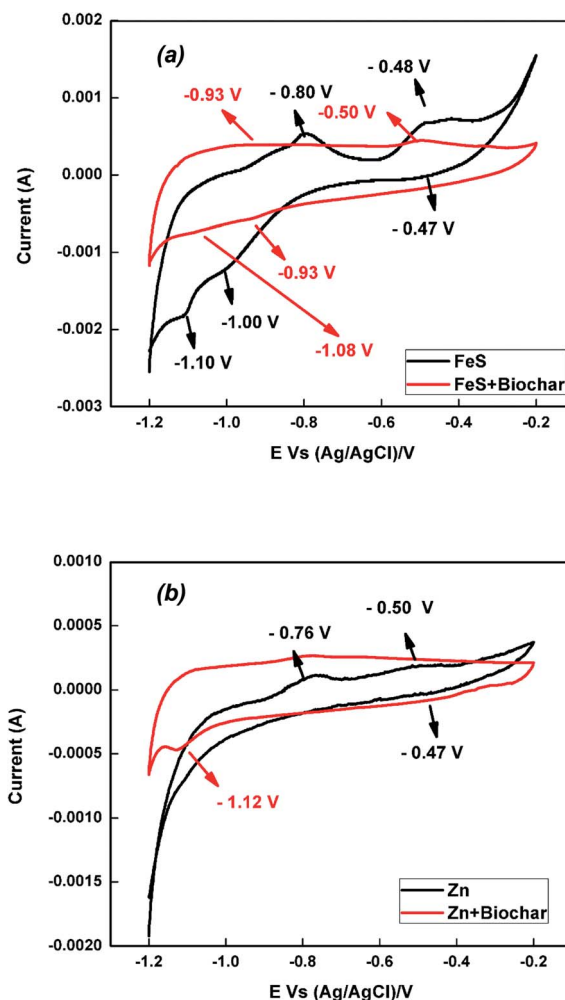 0.002
(a)
- 0.48 V
-0.93 V
- 0.80 V
-0.50 V
0.001
0.000
Current (A)
-0.001
- 0.47 V
-0.93 V
-1.00 V
-0.002
-1.10 V
-1.08 V
FeS
FeS+Biochar
-0.003
-1.2 -1.0 -0.8 -0.6 -0.4 -0.2
E Vs (Ag/AgCl)/V
0.0010
(b)
- 0.50 V
- 0.76 V
0.0005
0.0000
Current (A)
-0.0005
- 0.47 V
- 1.12 V
-0.0010
-0.0015
Zn
Zn+Biochar
-0.0020
-1.2 -1.0 -0.8 -0.6 -0.4 -0.2
E Vs (Ag/AgCl)/V